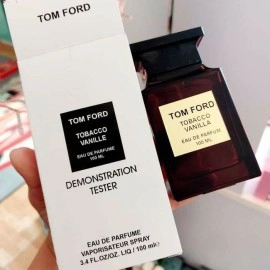 TOM FORD
TOM FORD
TOBACCO
VANILLE
EAU DE PARFUME
100 ML
DEMONSTRATION
TESTER
EAU DE PARFUME
VAPORISATEUR SPRAY
3.4 FL.OZ/OZ. LIQ / 100 ml ℮
TOM FORD
TOBACCO
VANILLE
EAU DE PARFUM
100 ML